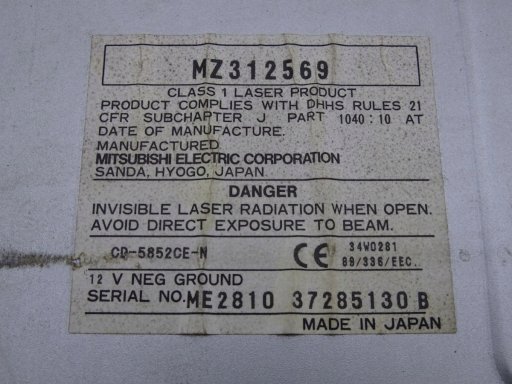 MZ312569
CLASS 1 LASER PRODUCT
PRODUCT COMPLIES WITH DHHS RULES 21
CFR SUBCHAPTER J, PART 1040:10 AT
DATE OF MANUFACTURE.
MANUFACTURED
MITSUBISHI ELECTRIC CORPORATION
SANDA, HYOGO, JAPAN.
DANGER
INVISIBLE LASER RADIATION WHEN OPEN.
AVOID DIRECT EXPOSURE TO BEAM.
CD-5852CE-N CE 34W0281
89/336/EEC.
12 V NEG GROUND
SERIAL NO. ME2810 37285130 B
MADE IN JAPAN